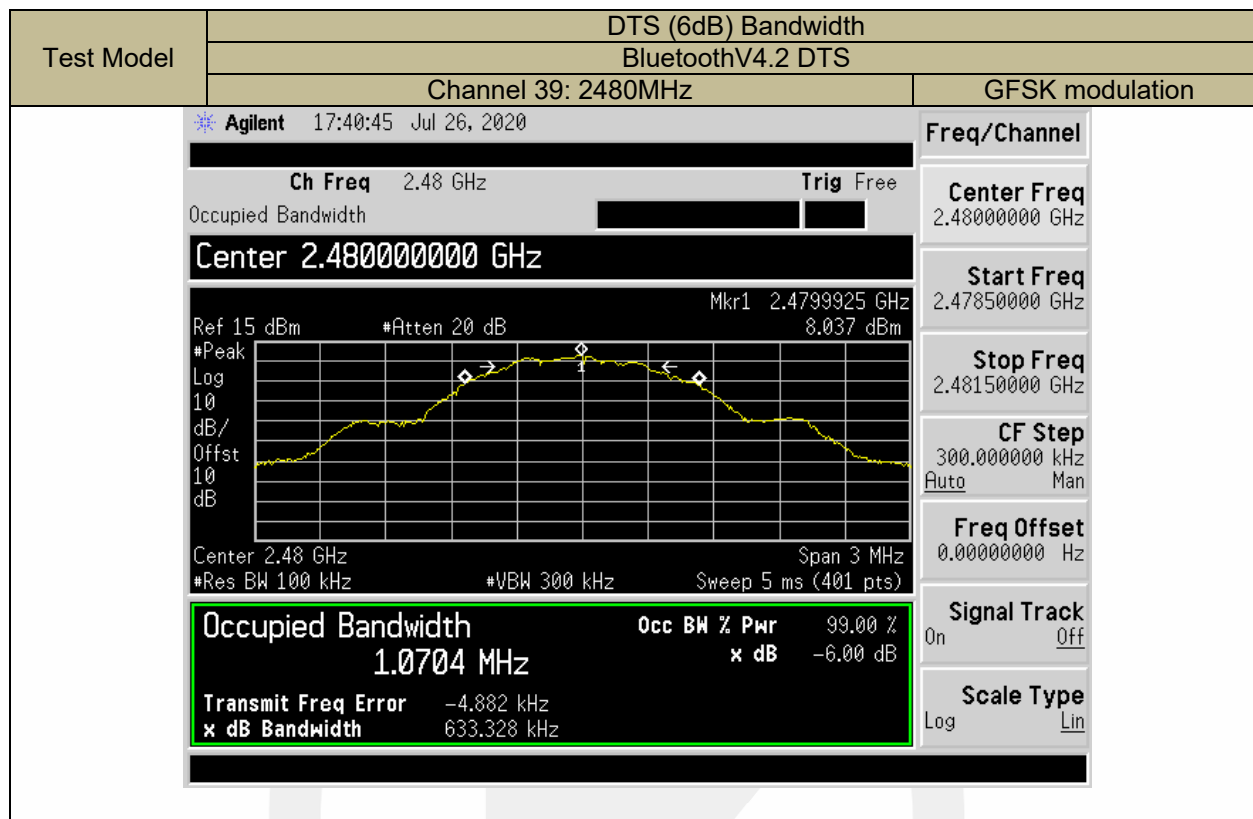 Test Model
DTS (6dB) Bandwidth
BluetoothV4.2 DTS
Channel 39: 2480MHz GFSK modulation
Agilent 17:40:45 Jul 26, 2020
Ch Freq 2.48 GHz Trig Free
Occupied Bandwidth
Center 2.480000000 GHz
Mkr1 2.4799925 GHz
Ref 15 dBm #Atten 20 dB 8.037 dBm
#Peak
Log
10
dB/
Offst
10
dB
1
Center 2.48 GHz Span 3 MHz
#Res BW 100 kHz #VBW 300 kHz Sweep 5 ms (401 pts)
Occupied Bandwidth Occ BW % Pwr 99.00 %
1.0704 MHz x dB -6.00 dB
Transmit Freq Error -4.882 kHz
x dB Bandwidth 633.328 kHz
Freq/Channel
Center Freq
2.48000000 GHz
Start Freq
2.47850000 GHz
Stop Freq
2.48150000 GHz
CF Step
300.000000 kHz
Auto Man
Freq Offset
0.00000000 Hz
Signal Track
On Off
Scale Type
Log Lin